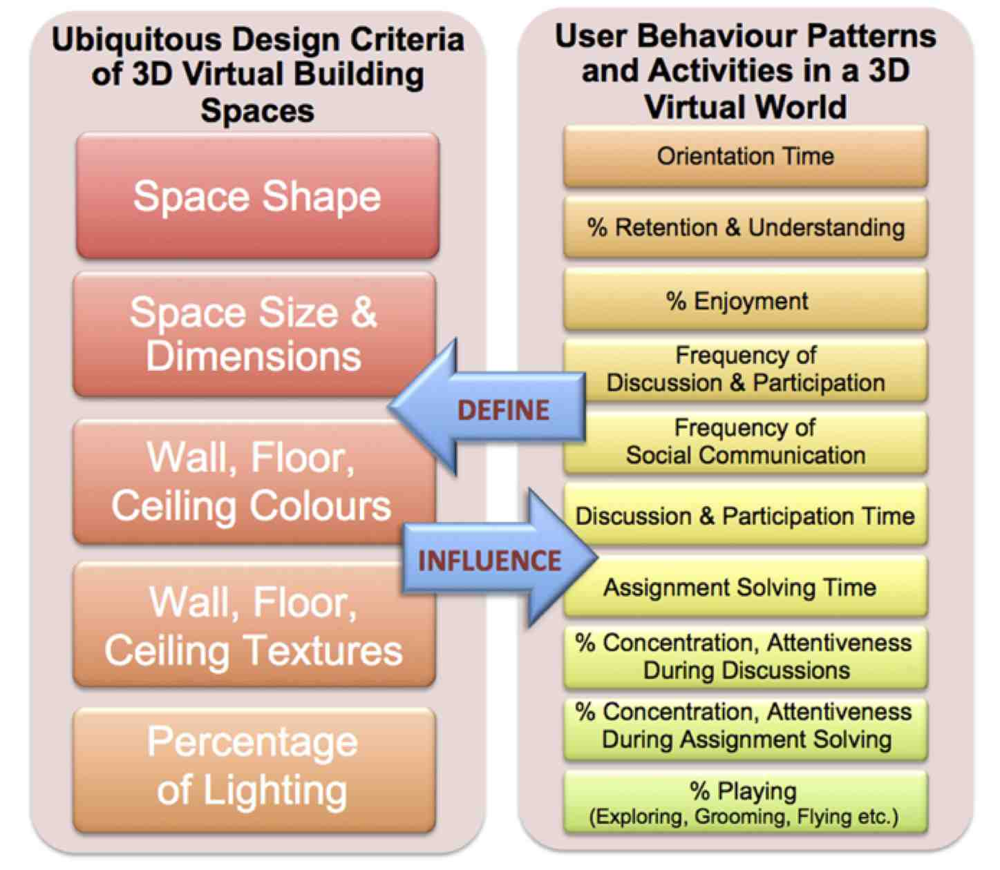 Ubiquitous Design Criteria
of 3D Virtual Building
Spaces
Space Shape
Space Size &
Dimensions
Wall, Floor,
Ceiling Colours
Wall, Floor,
Ceiling Textures
Percentage
of Lighting
DEFINE
INFLUENCE
User Behaviour Patterns
and Activities in a 3D
Virtual World
Orientation Time
% Retention & Understanding
% Enjoyment
Frequency of
Discussion & Participation
Frequency of
Social Communication
Discussion & Participation Time
Assignment Solving Time
% Concentration, Attentiveness
During Discussions
% Concentration, Attentiveness
During Assignment Solving
% Playing
(Exploring, Grooming, Flying etc.)